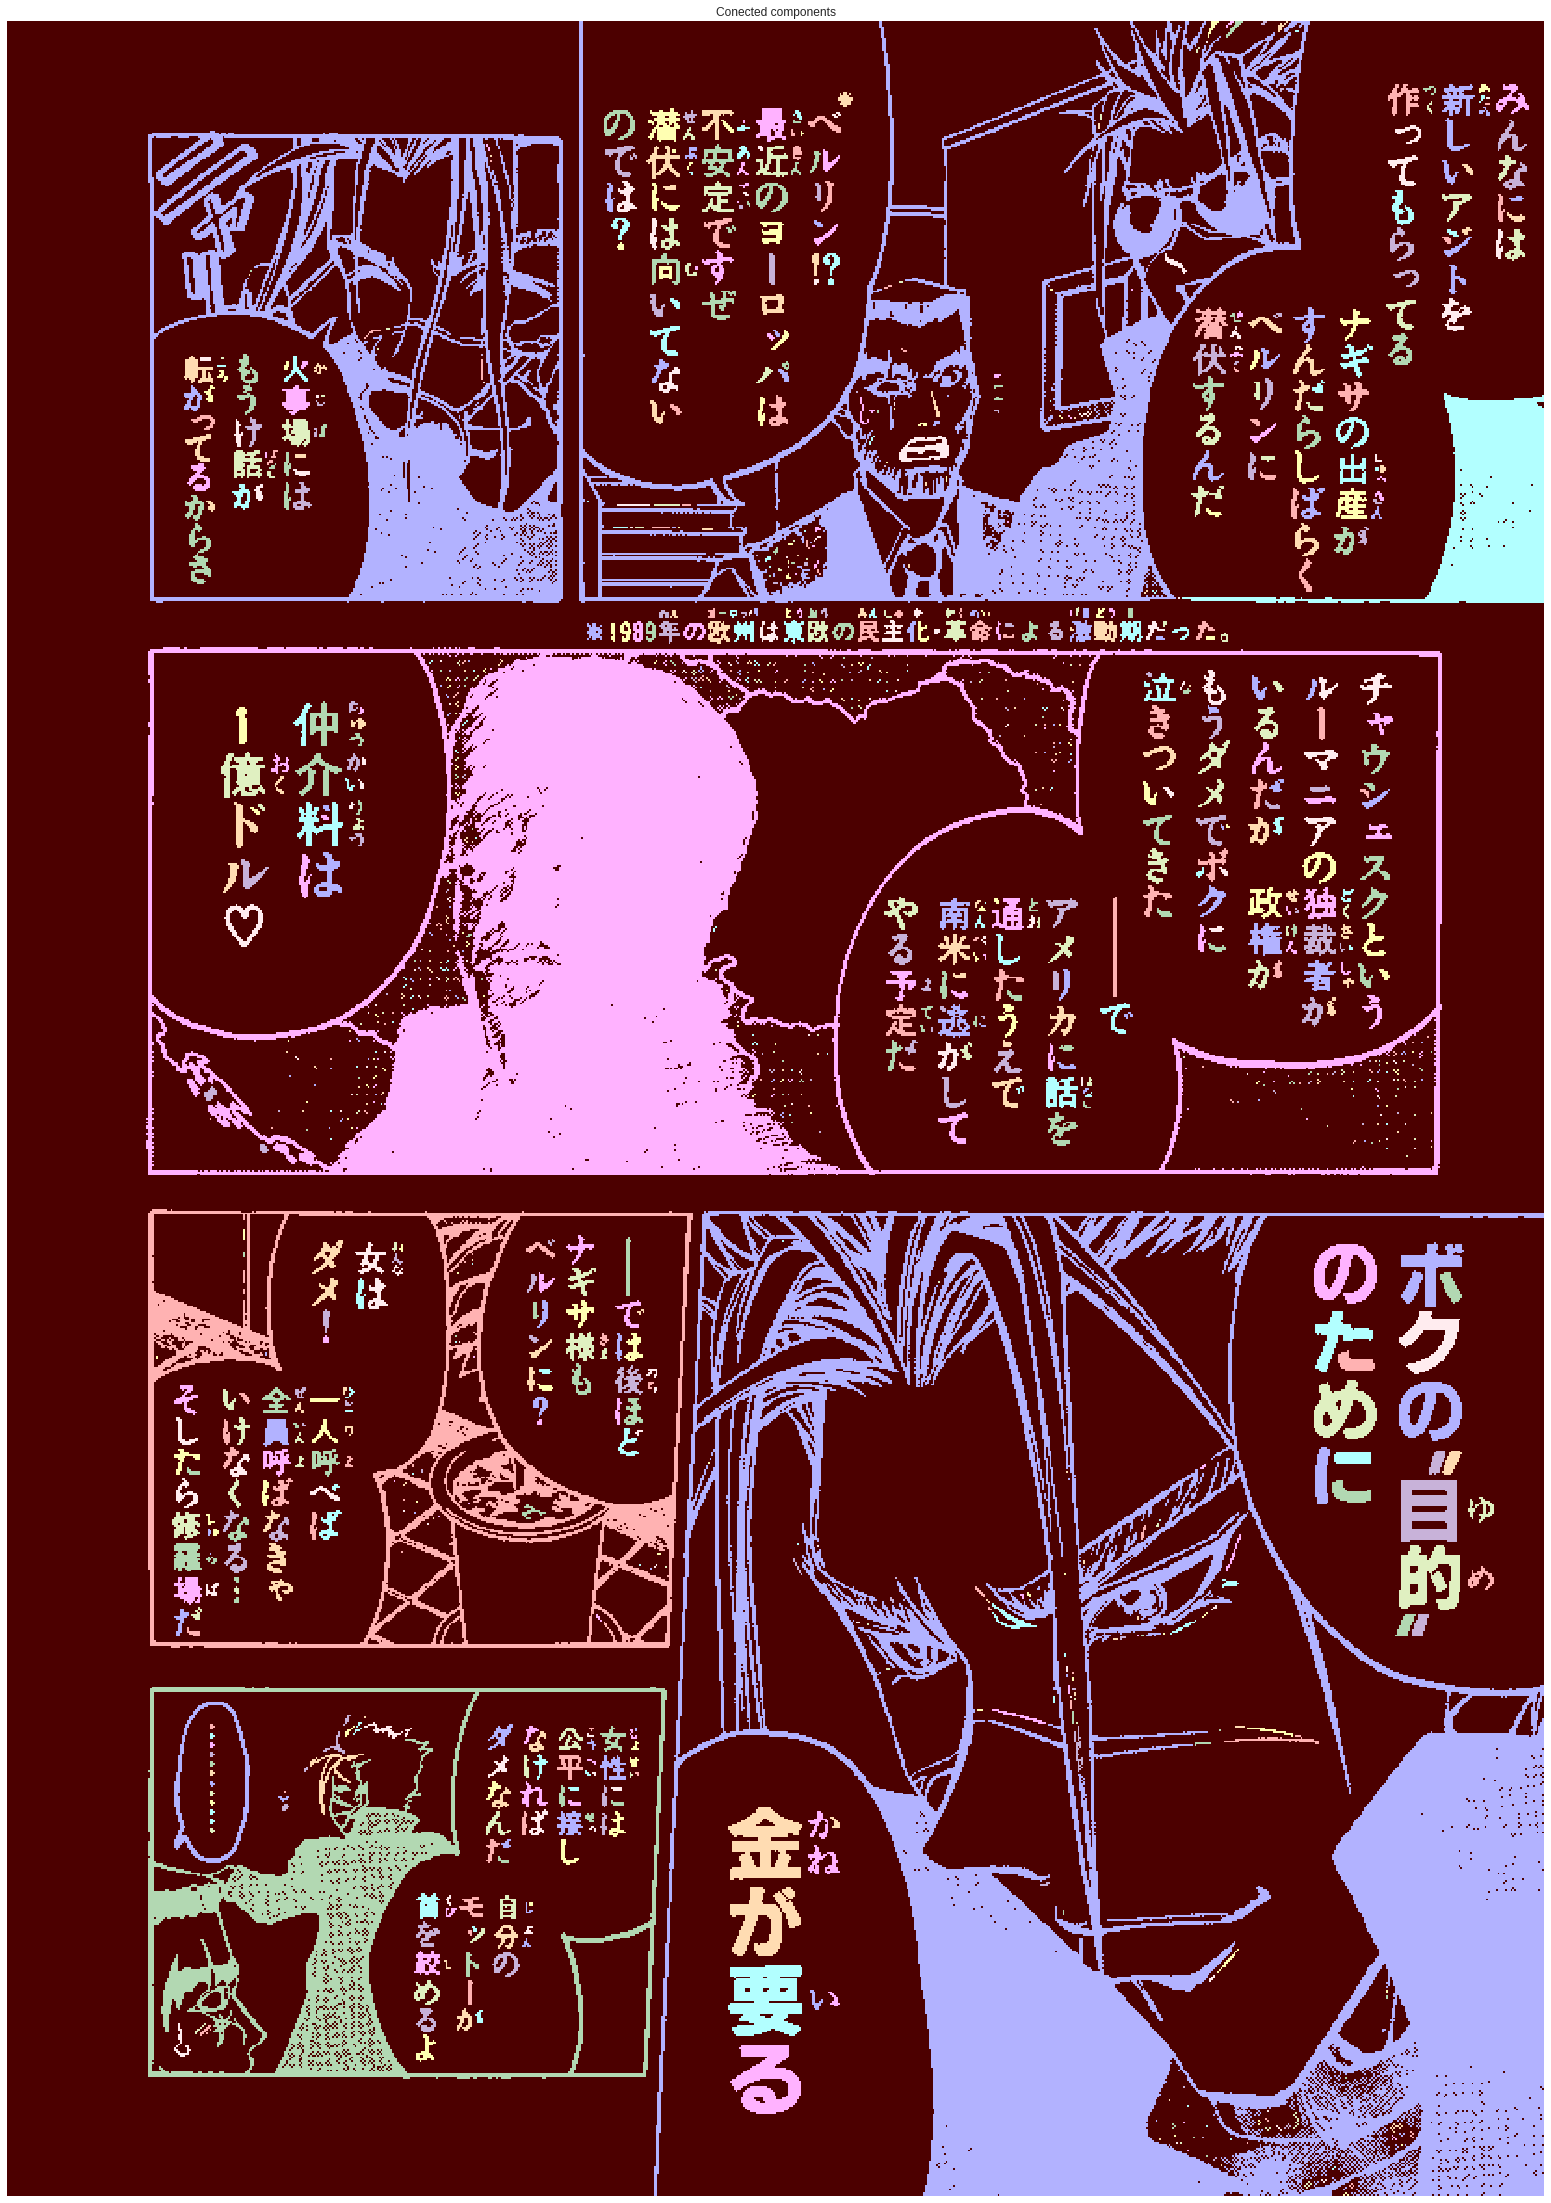 Conected components
みんなには
新しいアジトを
作ってもらってる
ナギサの出産が
すんだらしばらく
ベルリンに
潜伏するんだ
*
ベルリン!?
最近のヨーロッパは
不安定ですぜ
潜伏には向いてない
のでは?
火事場には
もうけ話が
転がってるからさ
※1989年の欧州は東欧の民主化・革命による激動期だった。
チャウシェスクという
ルーマニアの独裁者が
いるんだが 政権が
もうダメでボクに
泣きついてきた
――で
アメリカに話を
通したうえで
南米に逃がして
やる予定だ
仲介料は
1億ドル♡
ボクの"目的"
のために
金が要る
―では後ほど
ナギサ様も
ベルリンに?
女は
ダメ!
一人呼べば
全員呼ばなきゃ
いけなくなる…
そしたら修羅場だ
女性には
公平に接し
なければ
ダメなんだ
自分の
モットーが
首を絞めるよ
…………